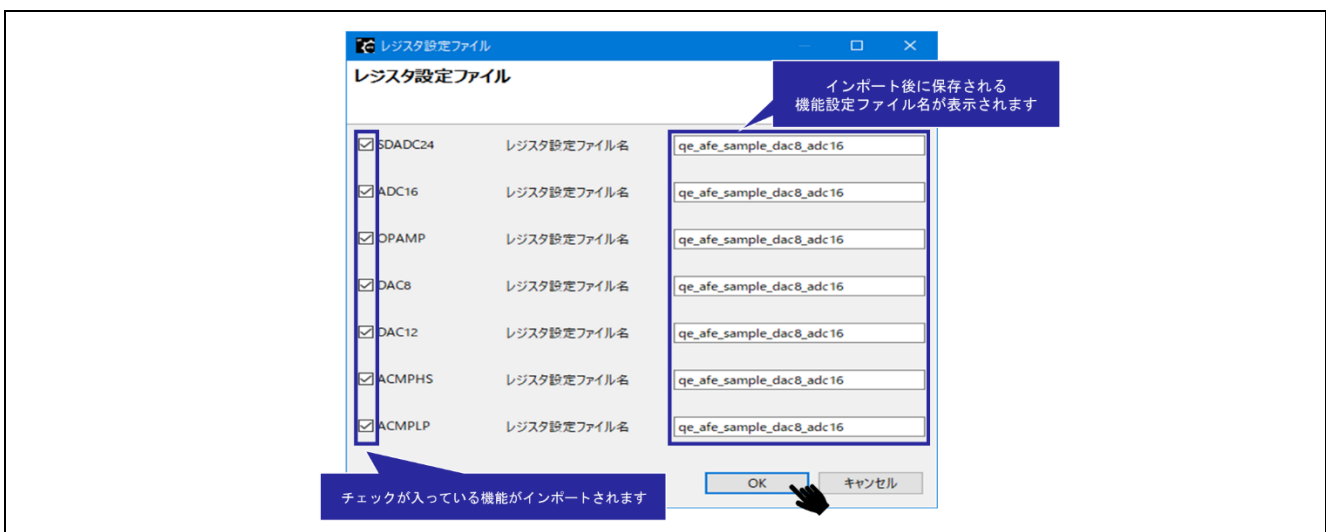 レジスタ設定ファイル
レジスタ設定ファイル
インポート後に保存される
機能設定ファイル名が表示されます
SDADC24 レジスタ設定ファイル名 qe_afe_sample_dac8_adc16
ADC16 レジスタ設定ファイル名 qe_afe_sample_dac8_adc16
OPAMP レジスタ設定ファイル名 qe_afe_sample_dac8_adc16
DAC8 レジスタ設定ファイル名 qe_afe_sample_dac8_adc16
DAC12 レジスタ設定ファイル名 qe_afe_sample_dac8_adc16
ACMPHS レジスタ設定ファイル名 qe_afe_sample_dac8_adc16
ACMPLP レジスタ設定ファイル名 qe_afe_sample_dac8_adc16
チェックが入っている機能がインポートされます
OK キャンセル